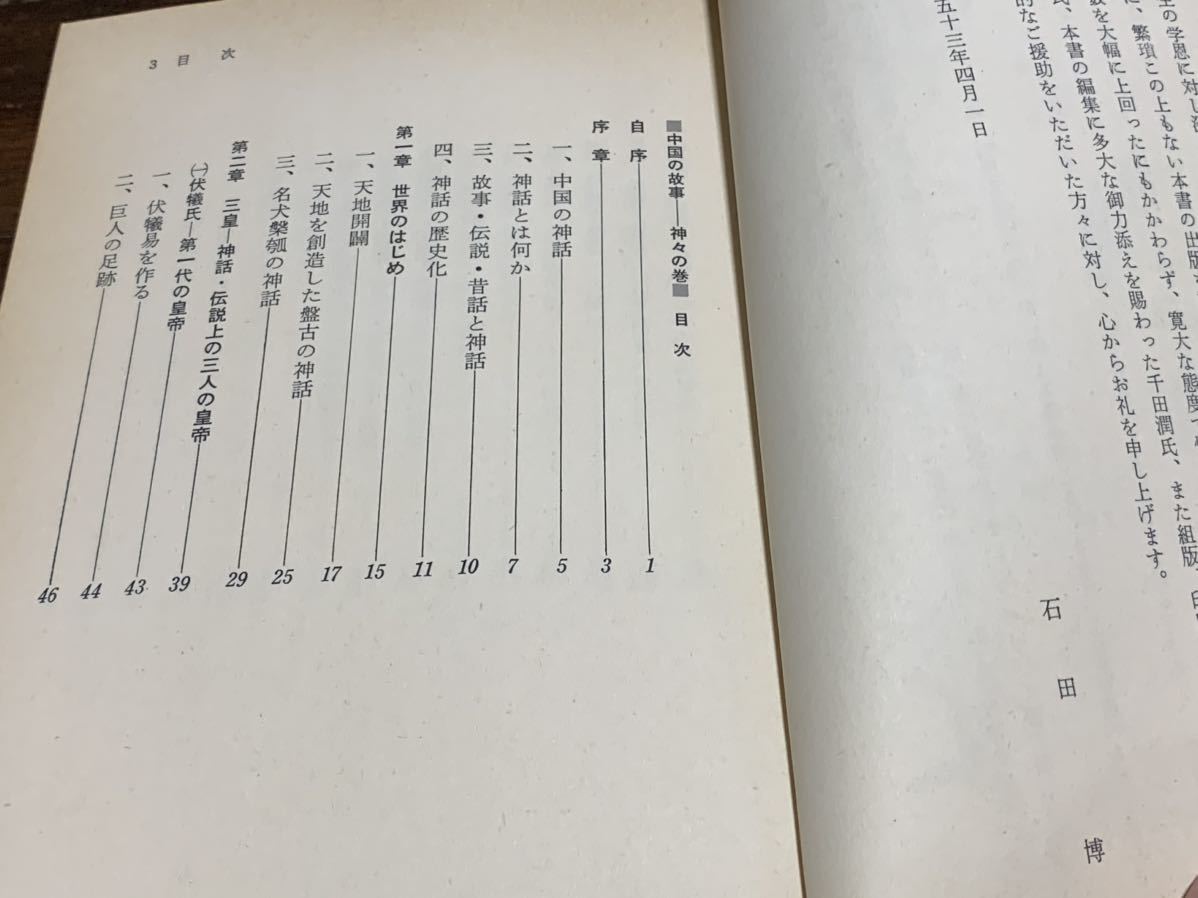 生の学恩に対し
に、繁瑣この上もない本書の出版を
数を大幅に上回ったにもかかわらず、寛大な態度で
氏、本書の編集に多大な御力添えを賜わった千田潤氏、また組版、
的なご援助をいただいた方々に対し、心からお礼を申し上げます。
五十三年四月一日
石田 博
3 目 次
■中国の故事――神々の巻■ 目 次
自 序 1
序 章 3
一、中国の神話 5
二、神話とは何か 7
三、故事・伝説・昔話と神話 10
四、神話の歴史化 11
第一章 世界のはじめ 15
一、天地開闢 17
二、天地を創造した盤古の神話 25
三、名犬槃瓠の神話 29
第二章 三皇―神話・伝説上の三人の皇帝 39
㈠伏犠氏―第一代の皇帝 43
一、伏犠易を作る 44
二、巨人の足跡 46